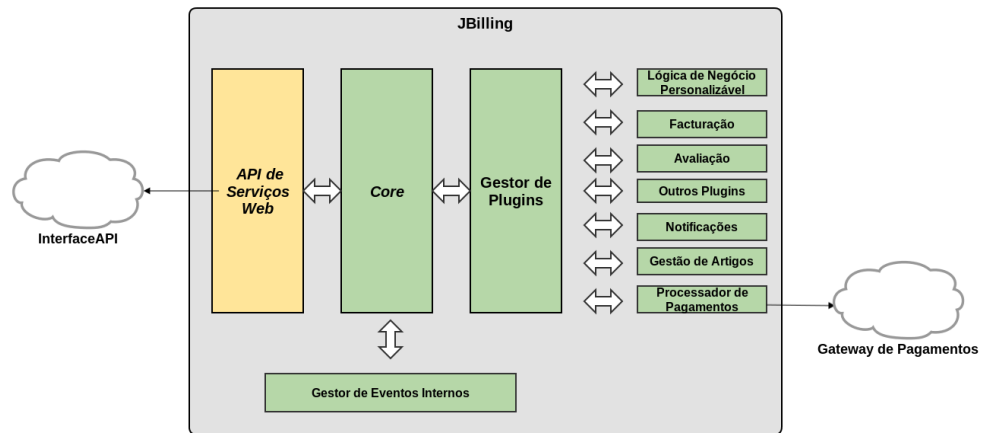 JBilling
API de
Serviços
Web
Core
Gestor de
Plugins
Lógica de Negócio
Personalizável
Facturação
Avaliação
Outros Plugins
Notificações
Gestão de Artigos
Processador de
Pagamentos
InterfaceAPI
Gateway de Pagamentos
Gestor de Eventos Internos